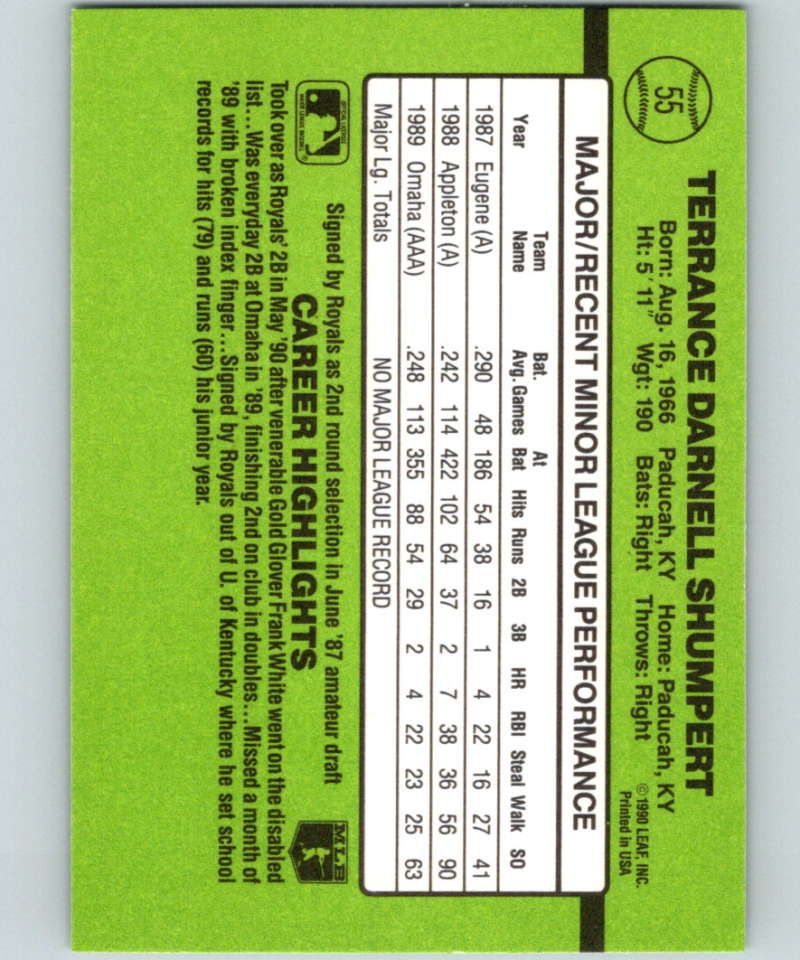 55
TERRANCE DARNELL SHUMPERT
Born: Aug. 16, 1966 Paducah, KY Home: Paducah, KY
Ht: 5' 11" Wgt: 190 Bats: Right Throws: Right
©1990 LEAF, INC.
Printed in USA
MAJOR/RECENT MINOR LEAGUE PERFORMANCE
Team Bat. At
Year Name Avg. Games Bat Hits Runs 2B 3B HR RBI Steal Walk SO
1987 Eugene (A) .290 48 186 54 38 16 1 4 22 16 27 41
1988 Appleton (A) .242 114 422 102 64 37 2 7 38 36 56 90
1989 Omaha (AAA) .248 113 355 88 54 29 2 4 22 23 25 63
Major Lg. Totals NO MAJOR LEAGUE RECORD
CAREER HIGHLIGHTS
MLB
Signed by Royals as 2nd round selection in June '87 amateur draft
Took over as Royals' 2B in May '90 after venerable Gold Glover Frank White went on the disabled
list...Was everyday 2B at Omaha in '89, finishing 2nd on club in doubles...Missed a month of
'89 with broken index finger...Signed by Royals out of U. of Kentucky where he set school
records for hits (79) and runs (60) his junior year.